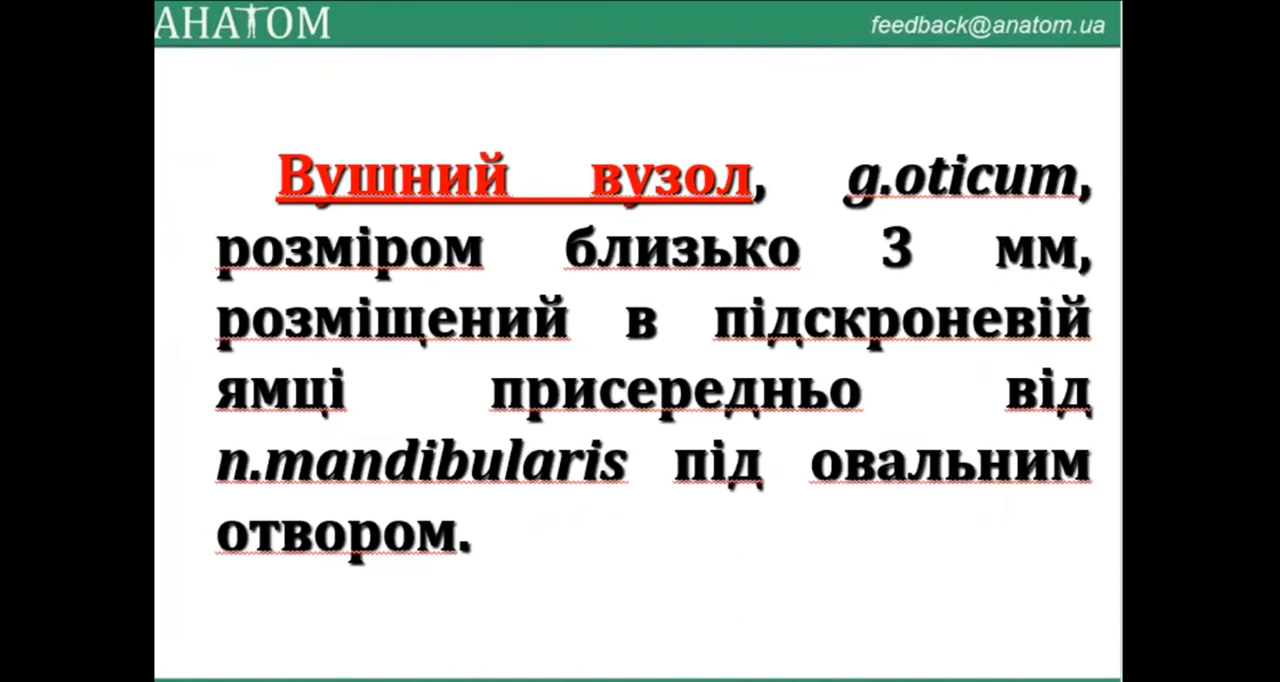 АНАТОМ
feedback@anatom.ua
Вушний вузол, g.oticum,
розміром близько 3 мм,
розміщений в підскроневій
ямці присередньо від
n.mandibularis під овальним
отвором.